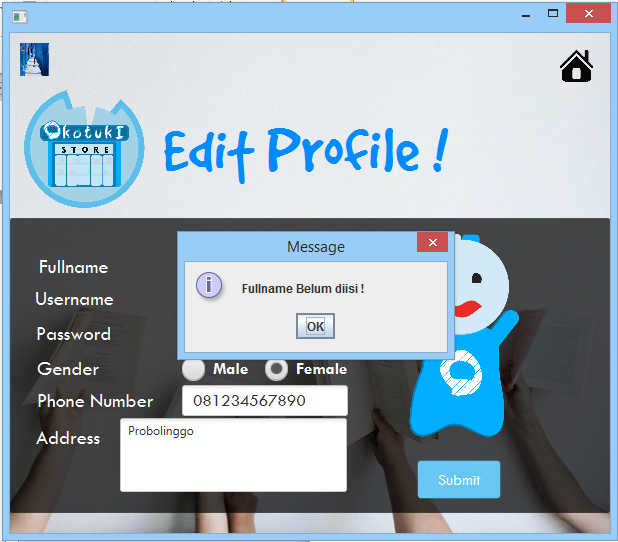 OkotukI
STORE
Edit Profile !
Message
Fullname
Fullname Belum diisi !
Username
OK
Password
Gender
Male
Female
Phone Number
081234567890
Address
Probolinggo
Submit